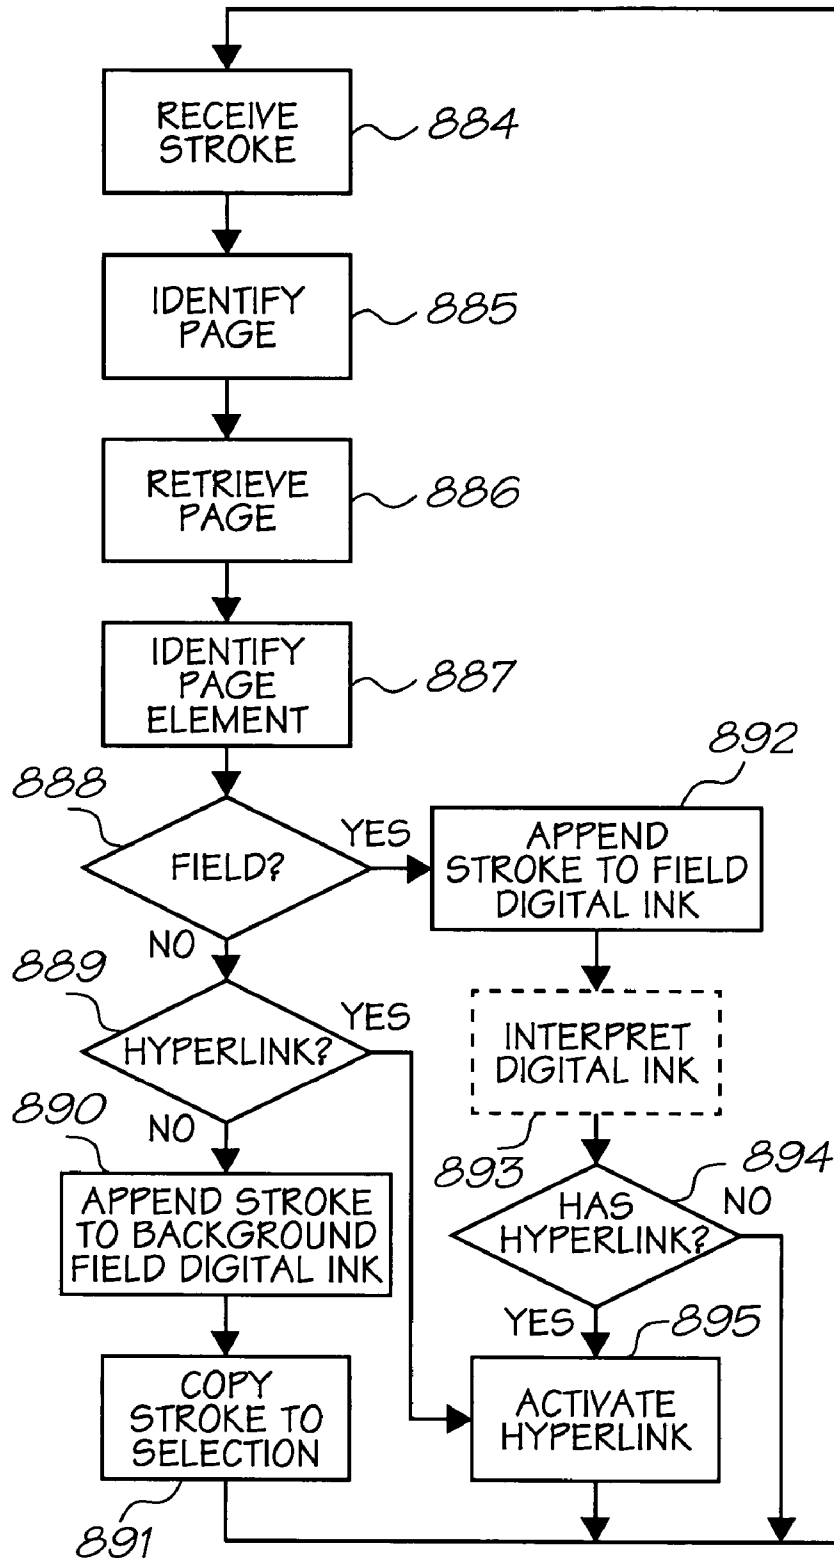 RECEIVE
STROKE
884
IDENTIFY
PAGE
885
RETRIEVE
PAGE
886
IDENTIFY
PAGE
ELEMENT
887
888
FIELD?
YES
NO
892
APPEND
STROKE TO FIELD
DIGITAL INK
889
HYPERLINK?
YES
NO
INTERPRET
DIGITAL INK
893
890
APPEND STROKE
TO BACKGROUND
FIELD DIGITAL INK
894
HAS
HYPERLINK?
NO
YES
895
COPY
STROKE TO
SELECTION
891
ACTIVATE
HYPERLINK